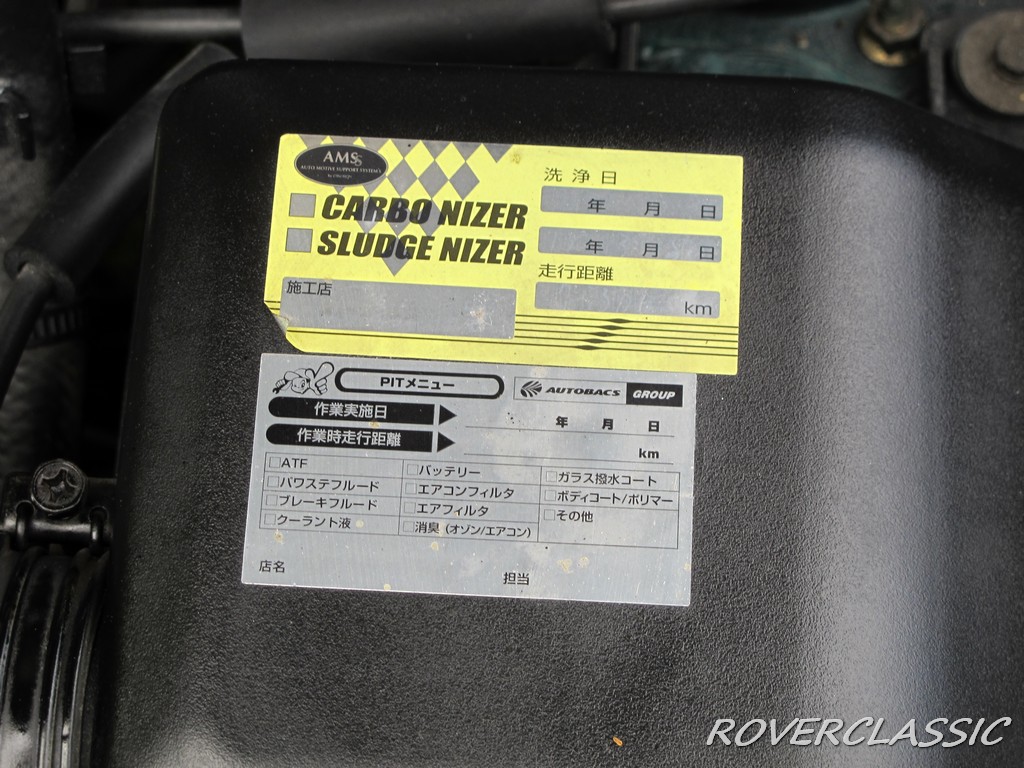 AMSS
AUTO MOTIVE SUPPORT SYSTEM'S
CARBO NIZER
SLUDGE NIZER
施工店
洗浄日
年 月 日
年 月 日
走行距離
km
PITメニュー
AUTOBACS GROUP
作業実施日
年 月 日
作業時走行距離
km
ATF
パワステフルード
ブレーキフルード
クーラント液
バッテリー
エアコンフィルタ
エアフィルタ
消臭（オゾン/エアコン）
ガラス撥水コート
ボディコート/ポリマー
その他
店名
担当
ROVERCLASSIC